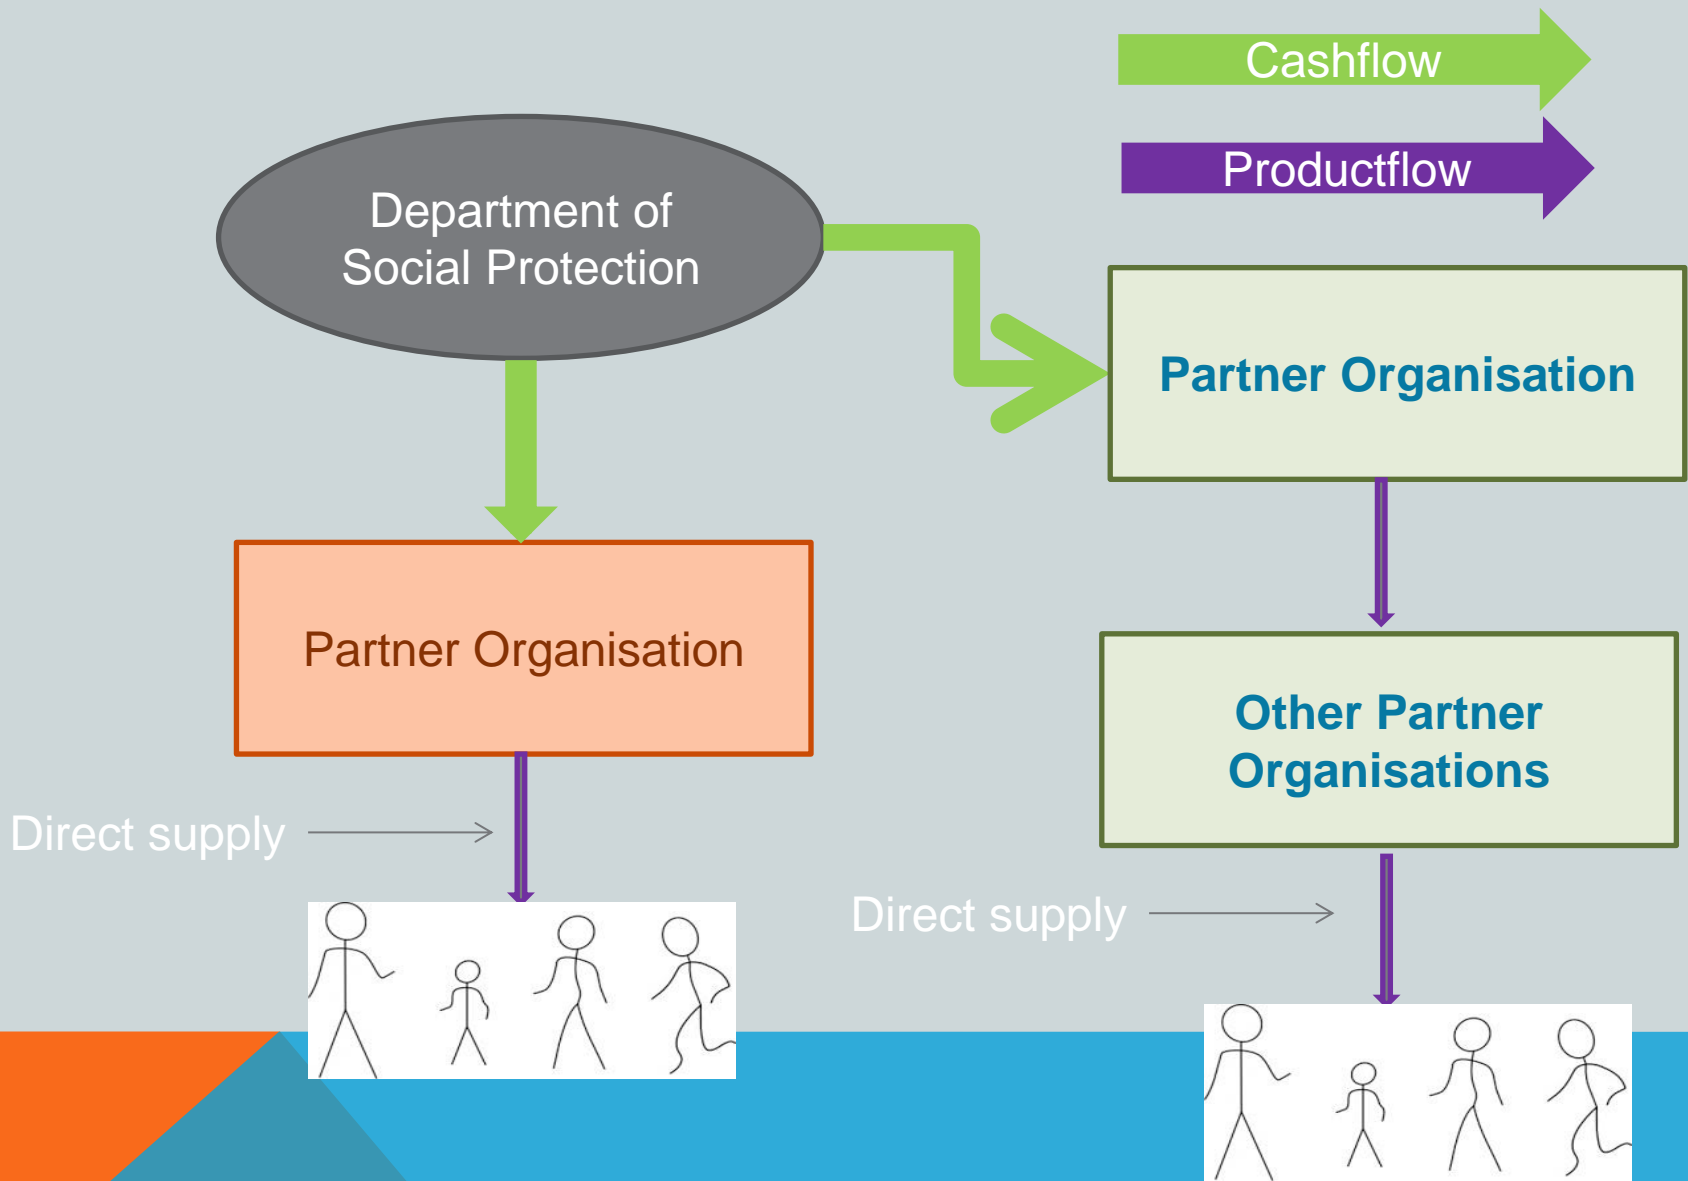 Cashflow
Productflow
Department of
Social Protection
Partner Organisation
Partner Organisation
Other Partner
Organisations
Direct supply
Direct supply